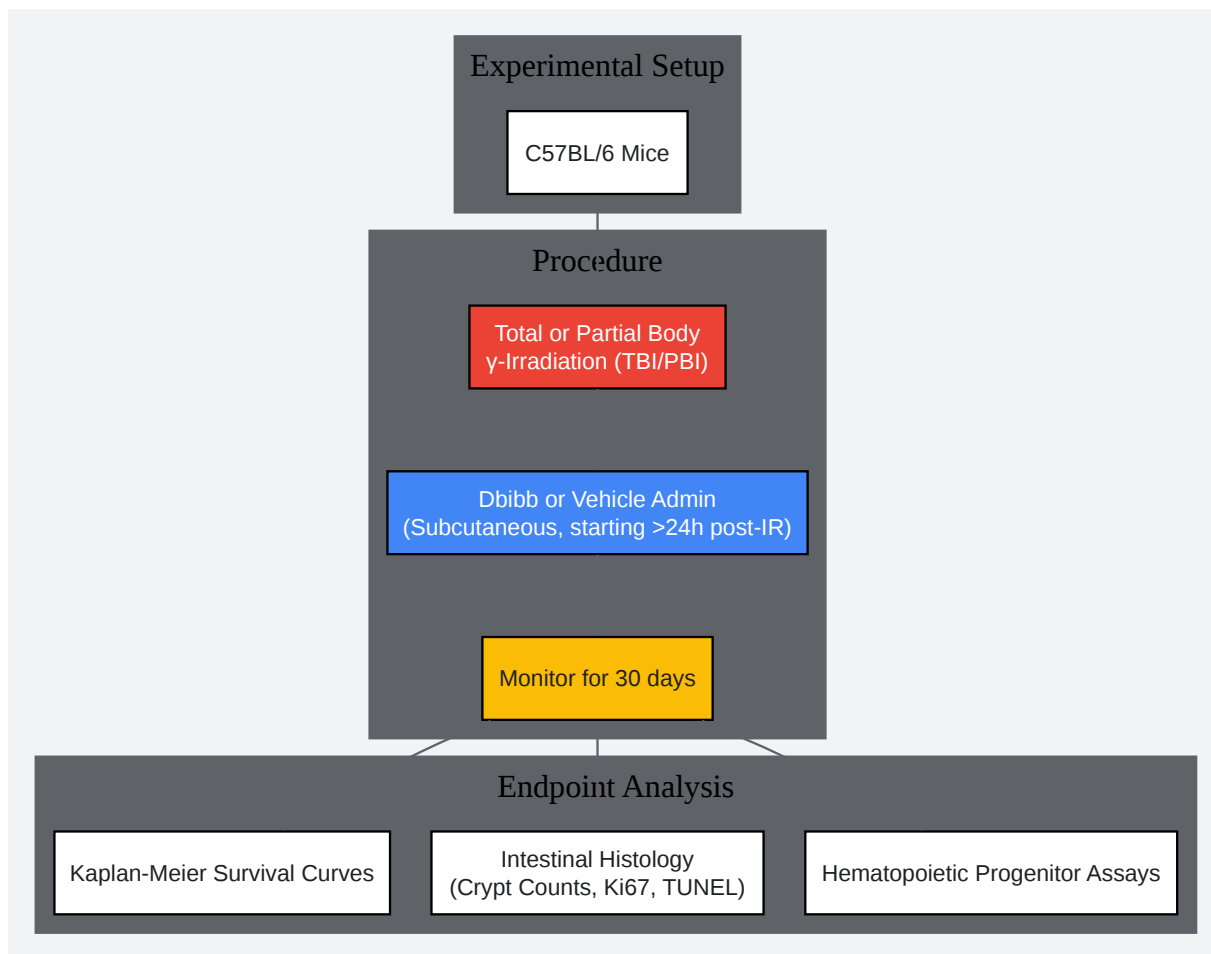 Experimental Setup
C57BL/6 Mice
Procedure
Total or Partial Body
γ-Irradiation (TBI/PBI)
Dbibb or Vehicle Admin
(Subcutaneous, starting >24h post-IR)
Monitor for 30 days
Endpoint Analysis
Kaplan-Meier Survival Curves
Intestinal Histology
(Crypt Counts, Ki67, TUNEL)
Hematopoietic Progenitor Assays